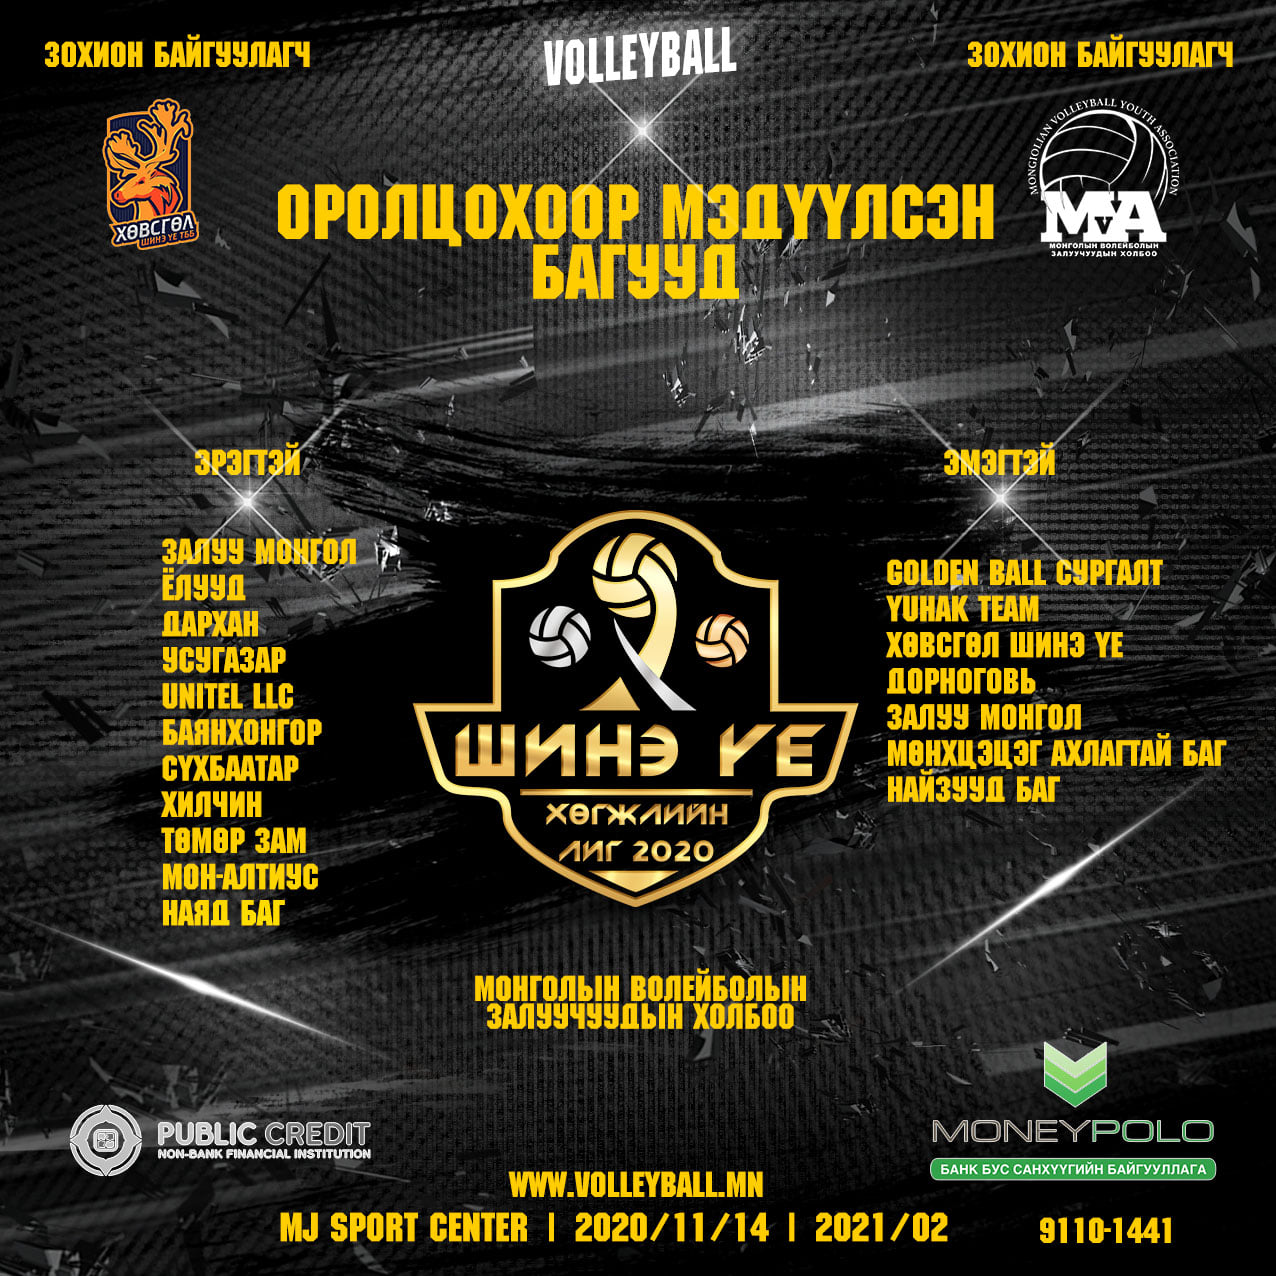 ЗОХИОН БАЙГУУЛАГЧ
VOLLEYBALL
ЗОХИОН БАЙГУУЛАГЧ
ХӨВСГӨЛ
ШИНЭ ҮЕ ТББ
MONGIOLIAN VOLLEYBALL YOUTH ASSOCIATION
MVA
МОНГОЛЫН ВОЛЕЙБОЛЫН
ЗАЛУУЧУУДЫН ХОЛБОО
ОРОЛЦОХООР МЭДҮҮЛСЭН
БАГУУД
ЭРЭГТЭЙ
ЗАЛУУ МОНГОЛ
ЁЛУУД
ДАРХАН
УСУГАЗАР
UNITEL LLC
БАЯНХОНГОР
СҮХБААТАР
ХИЛЧИН
ТӨМӨР ЗАМ
МОН-АЛТИУС
НАЯД БАГ
ШИНЭ ҮЕ
ХӨГЖЛИЙН
ЛИГ 2020
ЭМЭГТЭЙ
GOLDEN BALL СУРГАЛТ
YUHAK TEAM
ХӨВСГӨЛ ШИНЭ ҮЕ
ДОРНОГОВЬ
ЗАЛУУ МОНГОЛ
МӨНХЦЭЦЭГ АХЛАГТАЙ БАГ
НАЙЗУУД БАГ
МОНГОЛЫН ВОЛЕЙБОЛЫН
ЗАЛУУЧУУДЫН ХОЛБОО
PUBLIC CREDIT
NON-BANK FINANCIAL INSTITUTION
MONEYPOLO
БАНК БУС САНХҮҮГИЙН БАЙГУУЛЛАГА
WWW.VOLLEYBALL.MN
MJ SPORT CENTER | 2020/11/14 | 2021/02
9110-1441